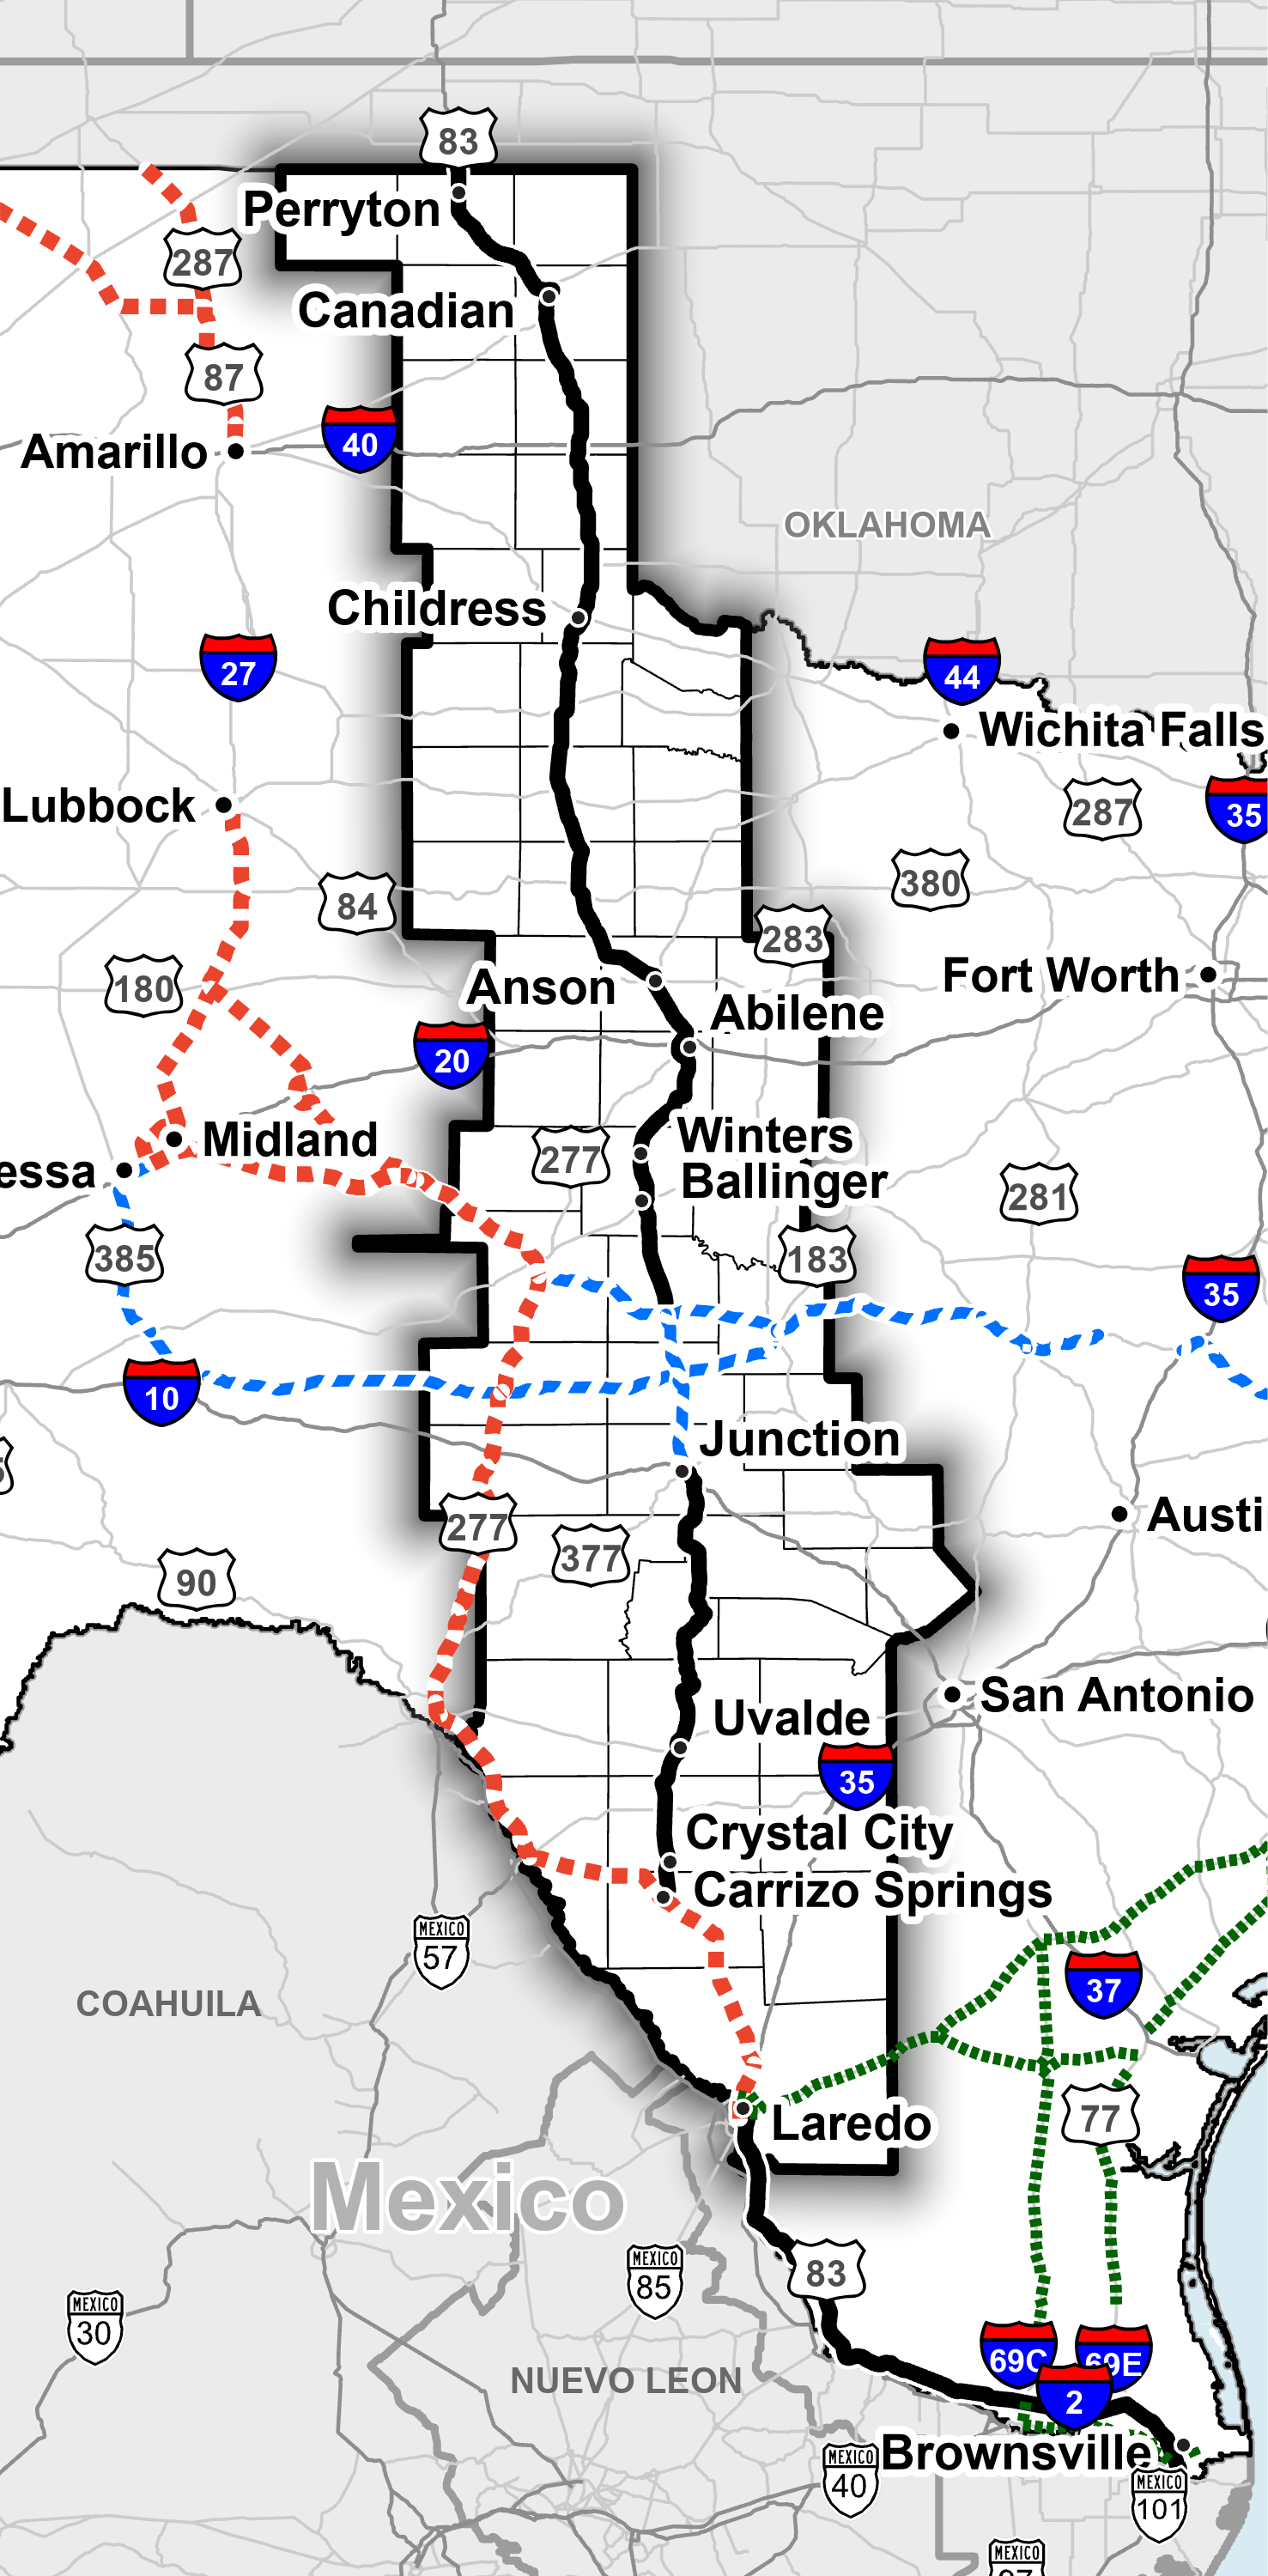 83
Perryton
287
Canadian
87
40
Amarillo
OKLAHOMA
Childress
27
44
Wichita Falls
Lubbock
287
35
84
380
283
180
Anson
Fort Worth
Abilene
20
Midland
Winters
277
Ballinger
essa
281
385
183
35
10
Junction
277
Austi
377
90
San Antonio
Uvalde
35
Crystal City
Carrizo Springs
MEXICO
57
37
COAHUILA
77
Laredo
Mexico
83
MEXICO
85
MEXICO
30
69C
69E
NUEVO LEON
2
Brownsville
MEXICO
40
MEXICO
101
MEXICO